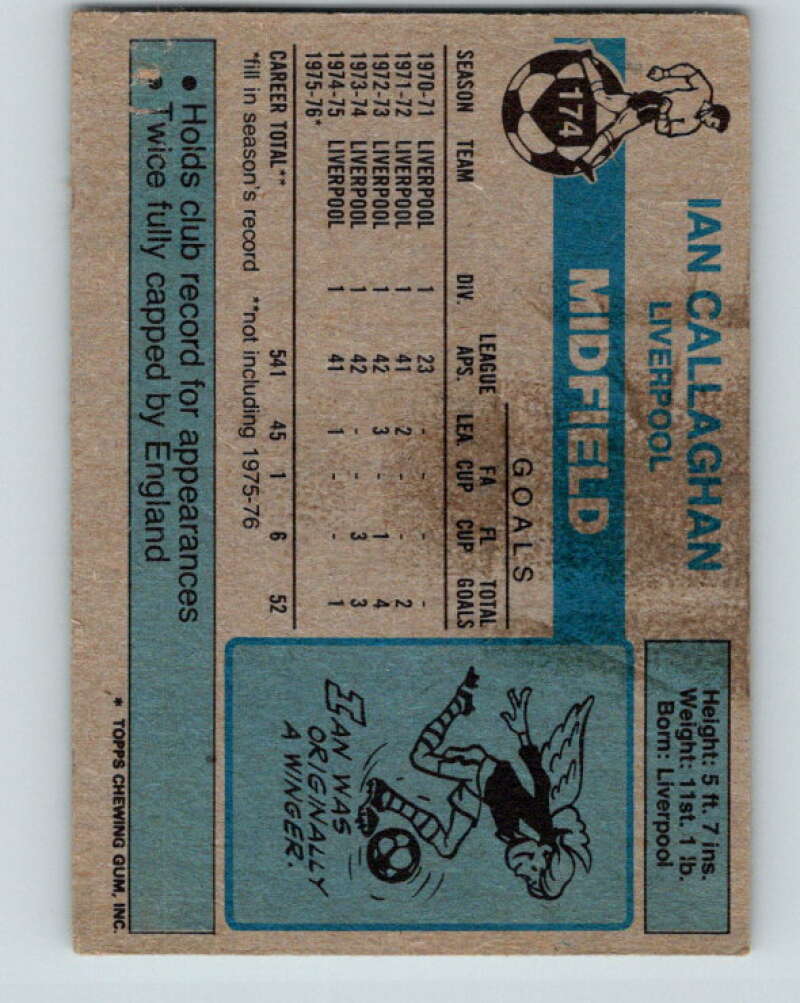 174
IAN CALLAGHAN
LIVERPOOL
Height: 5 ft. 7 ins.
Weight: 11st. 1 lb.
Born: Liverpool
MIDFIELD
GOALS
LEAGUE FA FL TOTAL
SEASON TEAM DIV. APS. LEA CUP CUP GOALS
1970-71 LIVERPOOL 1 23 - - - -
1971-72 LIVERPOOL 1 41 2 - - 2
1972-73 LIVERPOOL 1 42 3 - 1 4
1973-74 LIVERPOOL 1 42 - - 3 3
1974-75 LIVERPOOL 1 41 1 - - 1
1975-76*
CAREER TOTAL** 541 45 1 6 52
*fill in season's record **not including 1975-76
IAN WAS
ORIGINALLY
A WINGER.
• Holds club record for appearances
• Twice fully capped by England
* TOPPS CHEWING GUM, INC.